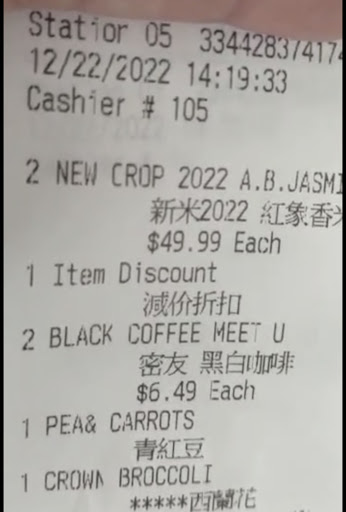 Station 05 33442837417
12/22/2022 14:19:33
Cashier # 105
2 NEW CROP 2022 A.B.JASMI
新米2022 紅象香米
$49.99 Each
1 Item Discount
減价折扣
2 BLACK COFFEE MEET U
密友 黑白咖啡
$6.49 Each
1 PEA& CARROTS
青紅豆
1 CROWN BROCCOLI
*****西蘭花